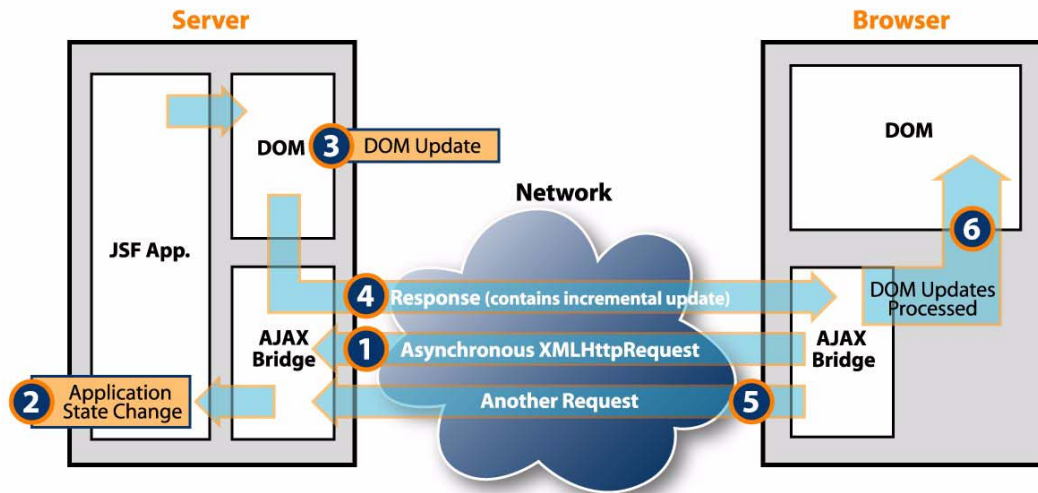 Server
Browser
DOM
3
DOM Update
DOM
Network
6
JSF App.
4
Response (contains incremental update)
DOM Updates
Processed
AJAX
Bridge
1
Asynchronous XMLHttpRequest
AJAX
Bridge
2
Application
State Change
Another Request
5